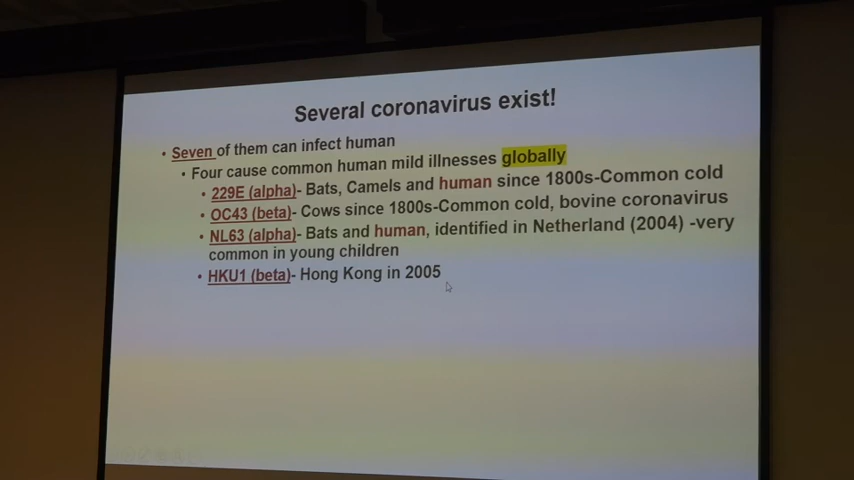 Several coronavirus exist!
• Seven of them can infect human
• Four cause common human mild illnesses globally
• 229E (alpha)- Bats, Camels and human since 1800s-Common cold
• OC43 (beta)- Cows since 1800s-Common cold, bovine coronavirus
• NL63 (alpha)- Bats and human, identified in Netherland (2004) -very
common in young children
• HKU1 (beta)- Hong Kong in 2005